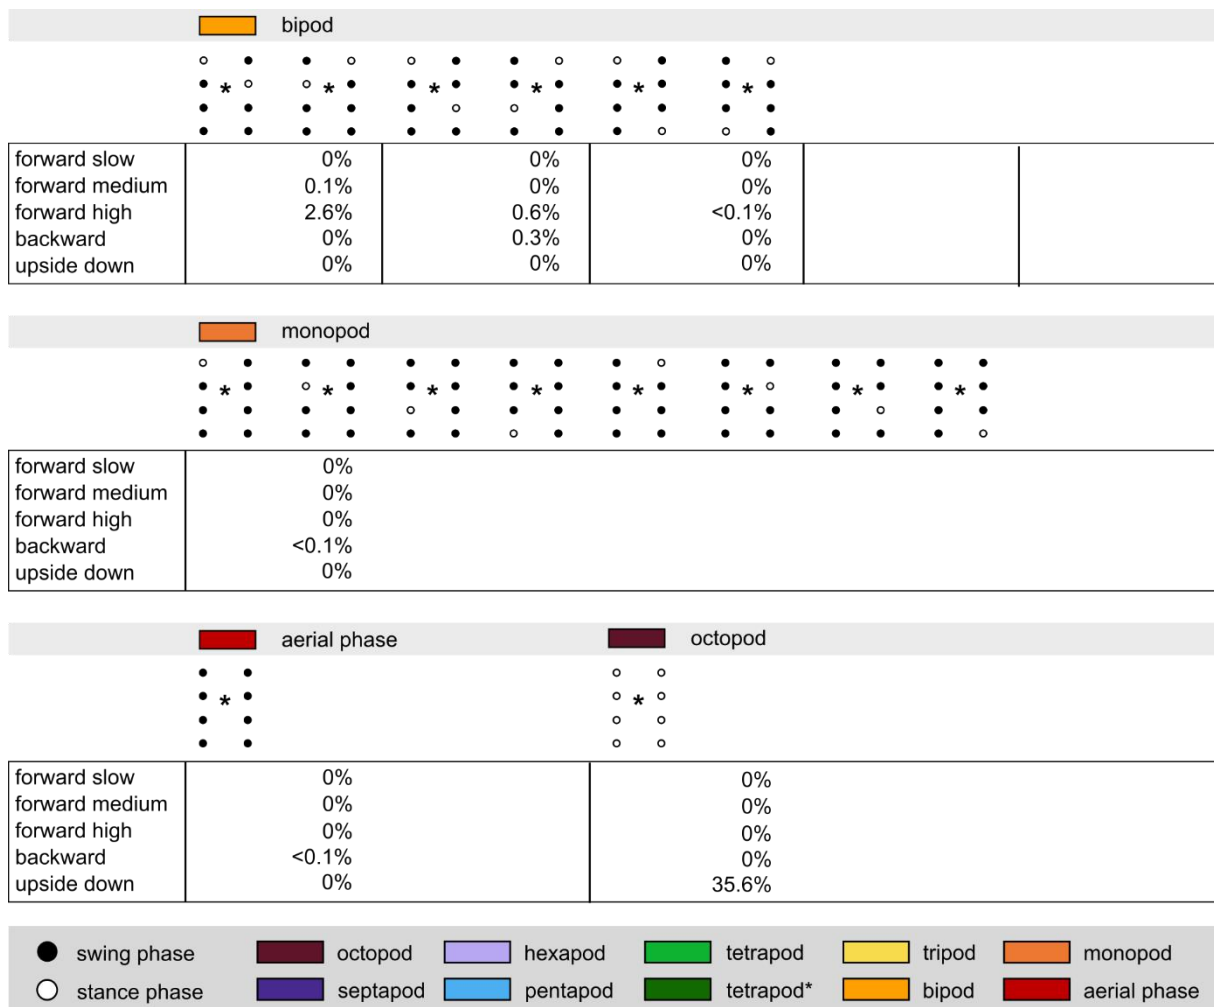 bipod
* * * * * *
forward slow 0% 0% 0%
forward medium 0.1% 0% 0%
forward high 2.6% 0.6% <0.1%
backward 0% 0.3% 0%
upside down 0% 0% 0%
monopod
* * * * * * * *
forward slow 0%
forward medium 0%
forward high 0%
backward <0.1%
upside down 0%
aerial phase octopod
* *
forward slow 0% 0%
forward medium 0% 0%
forward high 0% 0%
backward <0.1% 0%
upside down 0% 35.6%
swing phase octopod hexapod tetrapod tripod monopod
stance phase septapod pentapod tetrapod* bipod aerial phase